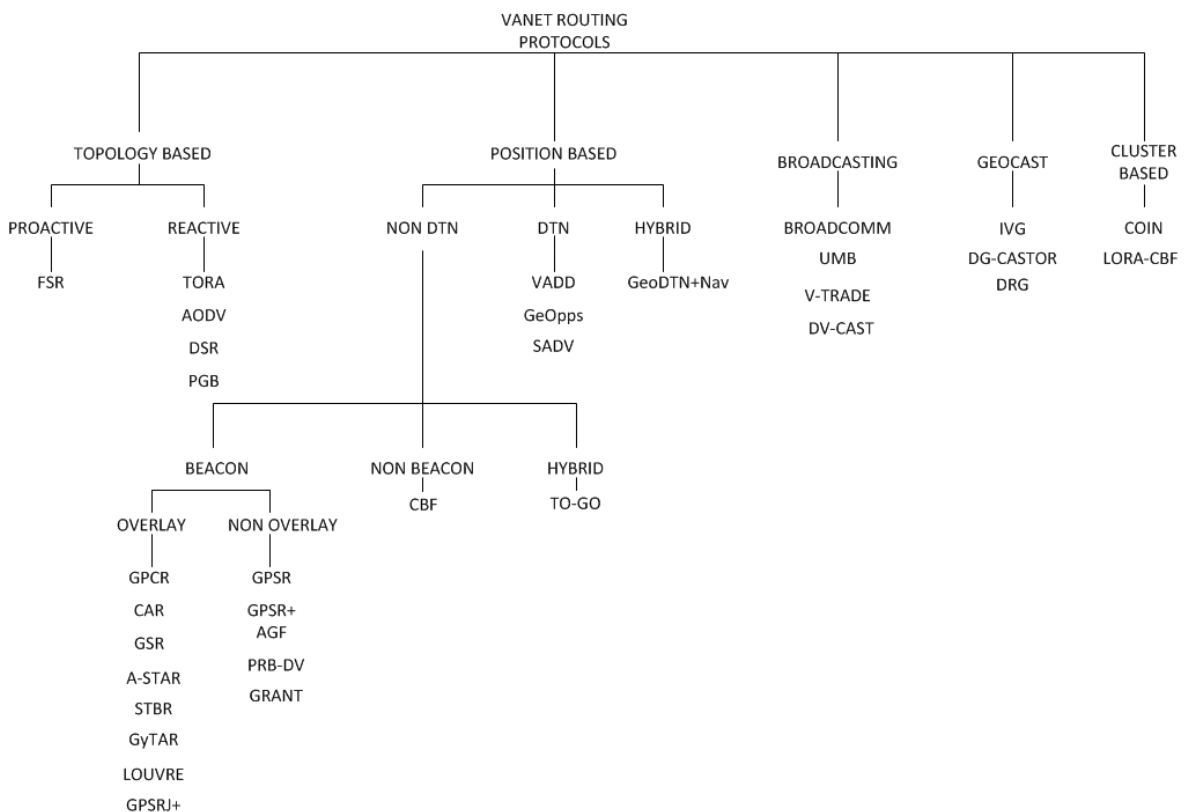 VANET ROUTING
PROTOCOLS
TOPOLOGY BASED
POSITION BASED
BROADCASTING
GEOCAST
CLUSTER
BASED
PROACTIVE
REACTIVE
NON DTN
DTN
HYBRID
BROADCOMM
IVG
COIN
FSR
TORA
AODV
DSR
PGB
VADD
GeOpps
SADV
GeoDTN+Nav
UMB
V-TRADE
DV-CAST
DG-CASTOR
DRG
LORA-CBF
BEACON
NON BEACON
HYBRID
CBF
TO-GO
OVERLAY
NON OVERLAY
GPCR
CAR
GSR
A-STAR
STBR
GyTAR
LOUVRE
GPSRJ+
GPSR
GPSR+
AGF
PRB-DV
GRANT